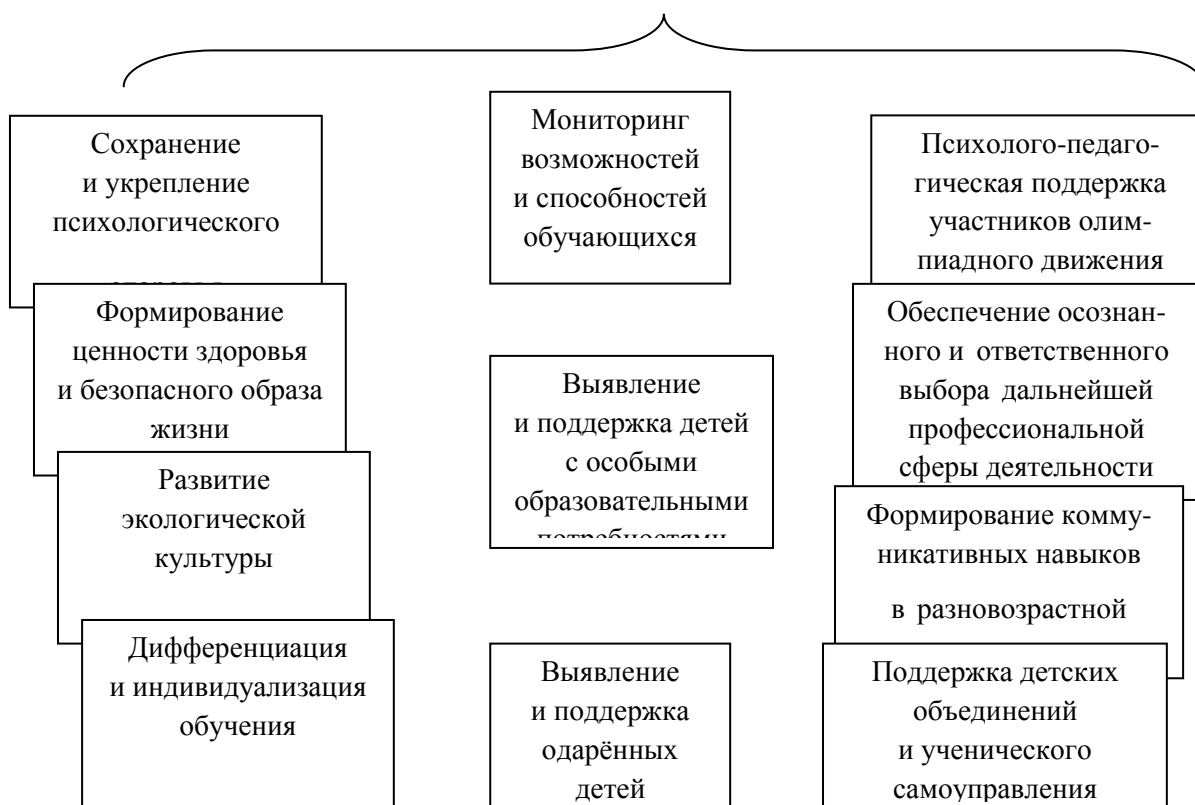 Сохранение
и укрепление
психологического
Формирование
ценности здоровья
и безопасного образа
жизни
Развитие
экологической
культуры
Дифференциация
и индивидуализация
обучения
Мониторинг
возможностей
и способностей
обучающихся
Выявление
и поддержка детей
с особыми
образовательными
потребностями
Выявление
и поддержка
одарённых
детей
Психолого-педаго-
гическая поддержка
участников олим-
пиадного движения
Обеспечение осознан-
ного и ответственного
выбора дальнейшей
профессиональной
сферы деятельности
Формирование комму-
никативных навыков
в разновозрастной
Поддержка детских
объединений
и ученического
самоуправления